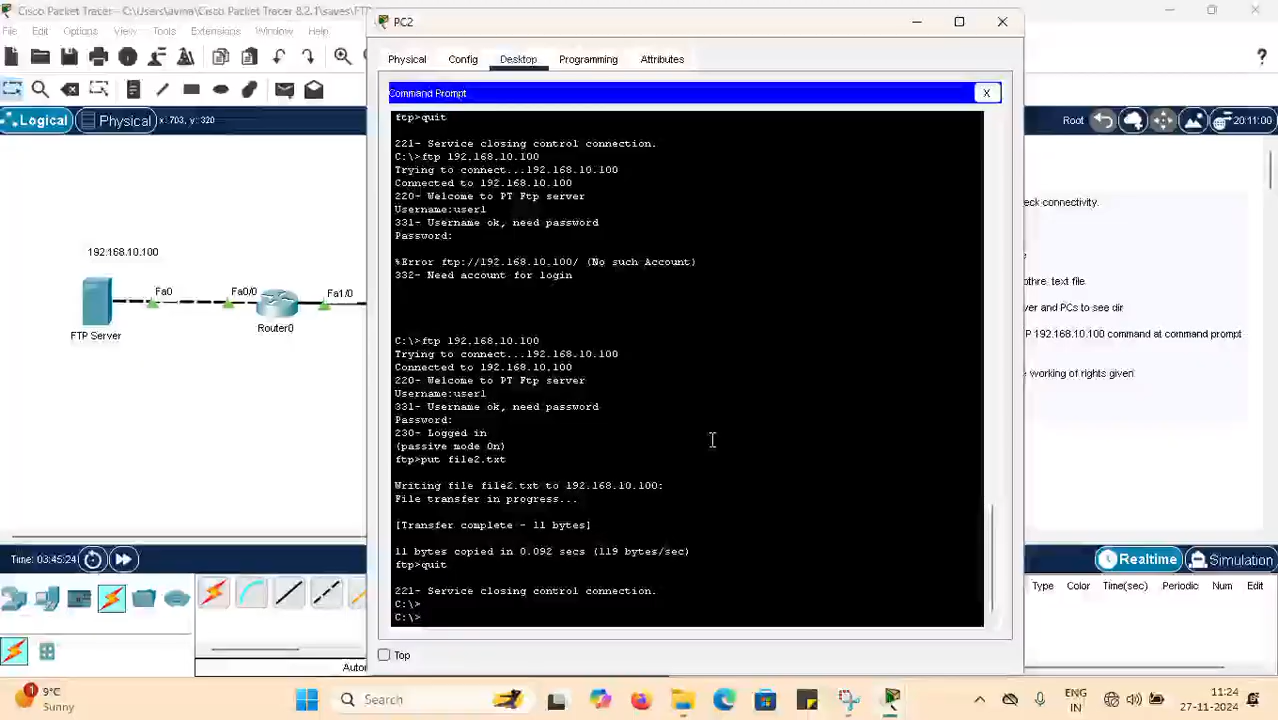 Cisco Packet Tracer 8.2.1
PC2
File Edit Options View Tools Extensions Window Help
Physical Config Desktop Programming Attributes
Command Prompt
X
Logical Physical x: 703, y: 320
Root
20:11:00
ftp>quit
221- Service closing control connection.
C:\>ftp 192.168.10.100
Trying to connect...192.168.10.100
Connected to 192.168.10.100
220- Welcome to PT Ftp server
Username:user1
331- Username ok, need password
Password:
%Error ftp://192.168.10.100/ (No such Account)
332- Need account for login
C:\>ftp 192.168.10.100
Trying to connect...192.168.10.100
Connected to 192.168.10.100
220- Welcome to PT Ftp server
Username:user1
331- Username ok, need password
Password:
230- Logged in
(passive mode On)
ftp>put file2.txt
Writing file file2.txt to 192.168.10.100:
File transfer in progress...
[Transfer complete - 11 bytes]
11 bytes copied in 0.092 secs (119 bytes/sec)
ftp>quit
221- Service closing control connection.
C:\>
C:\>
Top
192.168.10.100
Fa0 Fa0/0 Fa1/0
FTP Server
Router0
eck connectivity.
text file
ver and PCs to see dir
P 192.168.10.100 command at command prompt
e working of rights given
Time: 03:45:24
Realtime Simulation
Type Color Time(sec) Periodic Num Edit
Auto
1
9°C
Sunny
Search
ENG
IN
11:24
27-11-2024